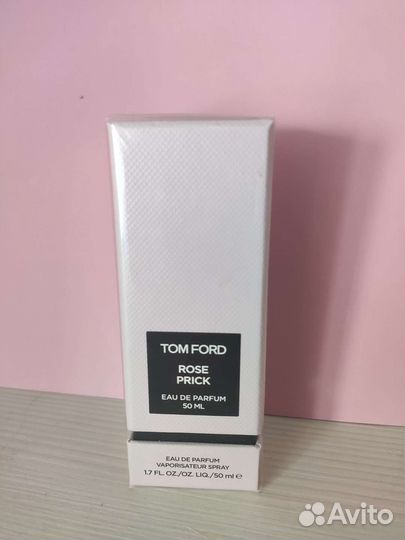 TOM FORD
ROSE
PRICK
EAU DE PARFUM
50 ML
EAU DE PARFUM
VAPORISATEUR SPRAY
1.7 FL. OZ./OZ. LIQ./50 ml ℮
Avito